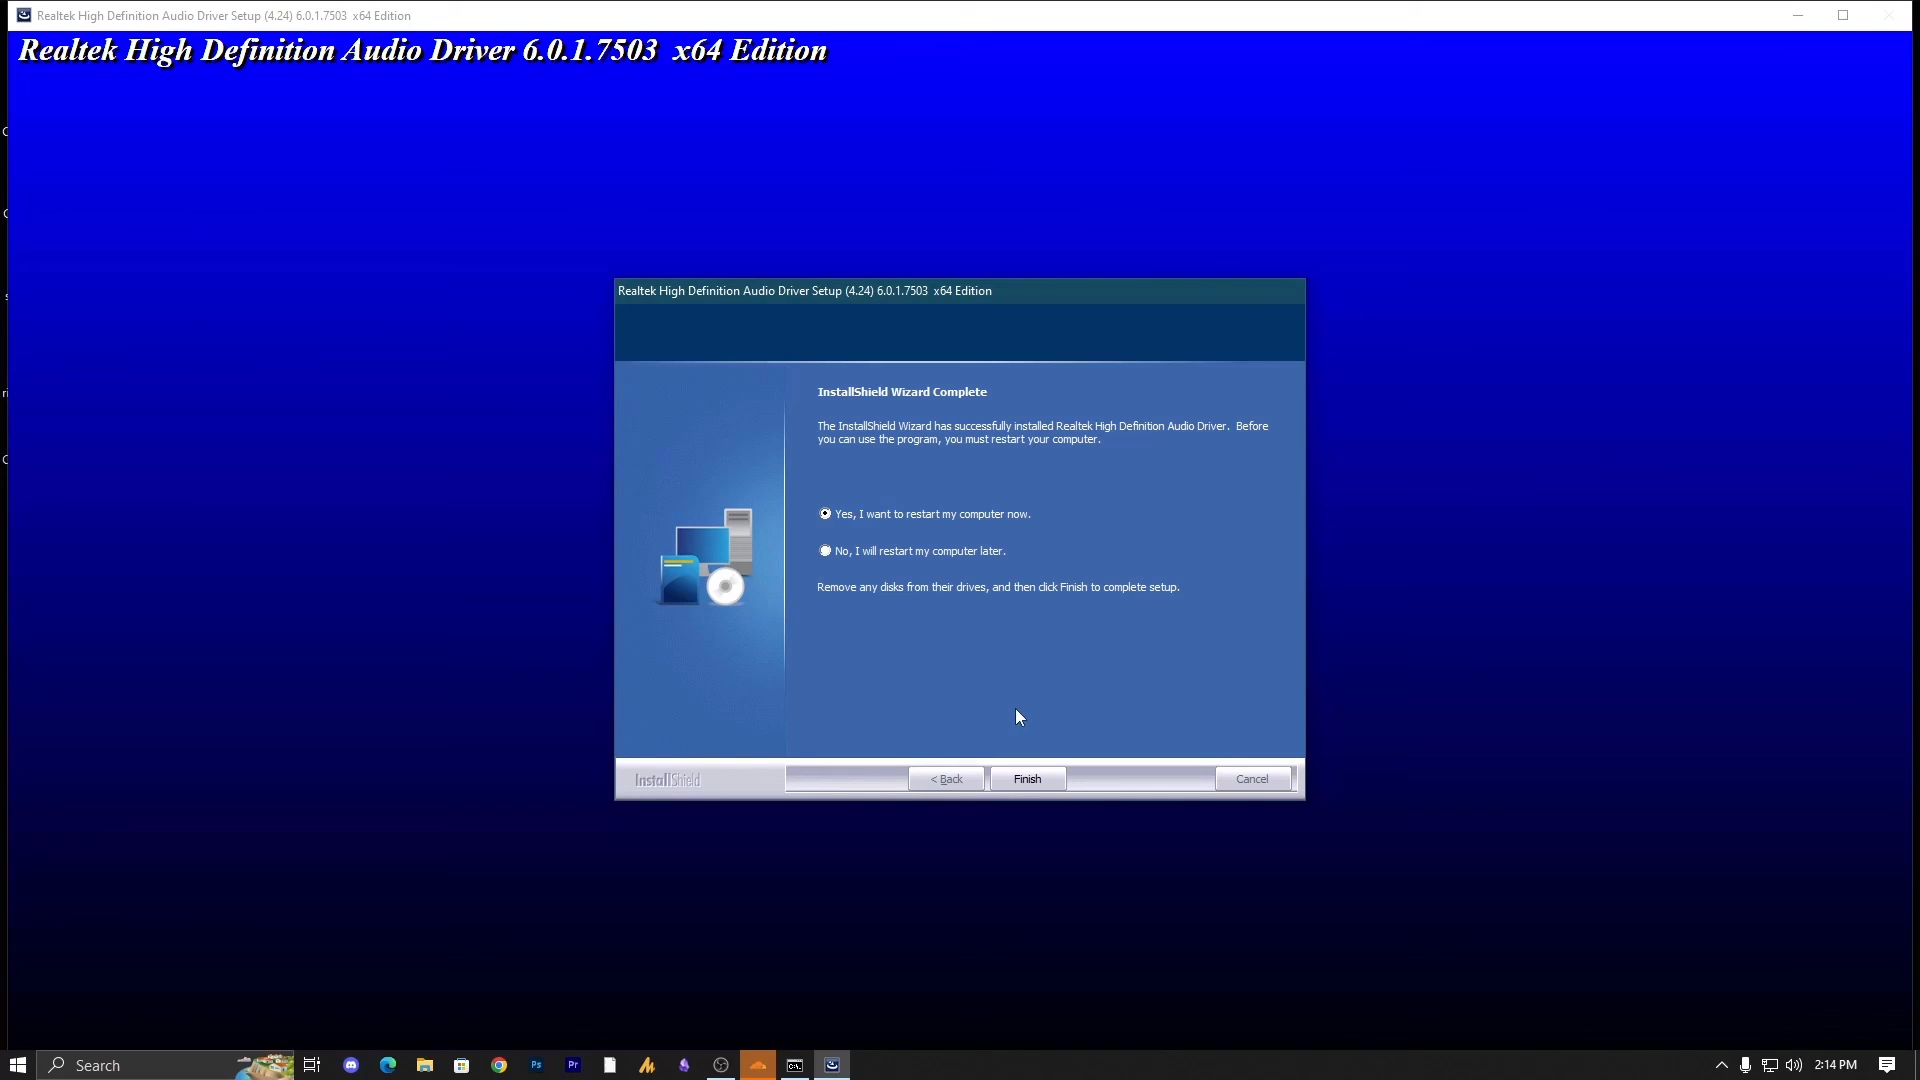 Realtek High Definition Audio Driver Setup (4.24) 6.0.1.7503  x64 Edition
Realtek High Definition Audio Driver 6.0.1.7503  x64 Edition
Realtek High Definition Audio Driver Setup (4.24) 6.0.1.7503  x64 Edition
InstallShield Wizard Complete
The InstallShield Wizard has successfully installed Realtek High Definition Audio Driver.  Before
you can use the program, you must restart your computer.
Yes, I want to restart my computer now.
No, I will restart my computer later.
Remove any disks from their drives, and then click Finish to complete setup.
InstallShield
< Back
Finish
Cancel
Search
Ps
Pr
2:14 PM